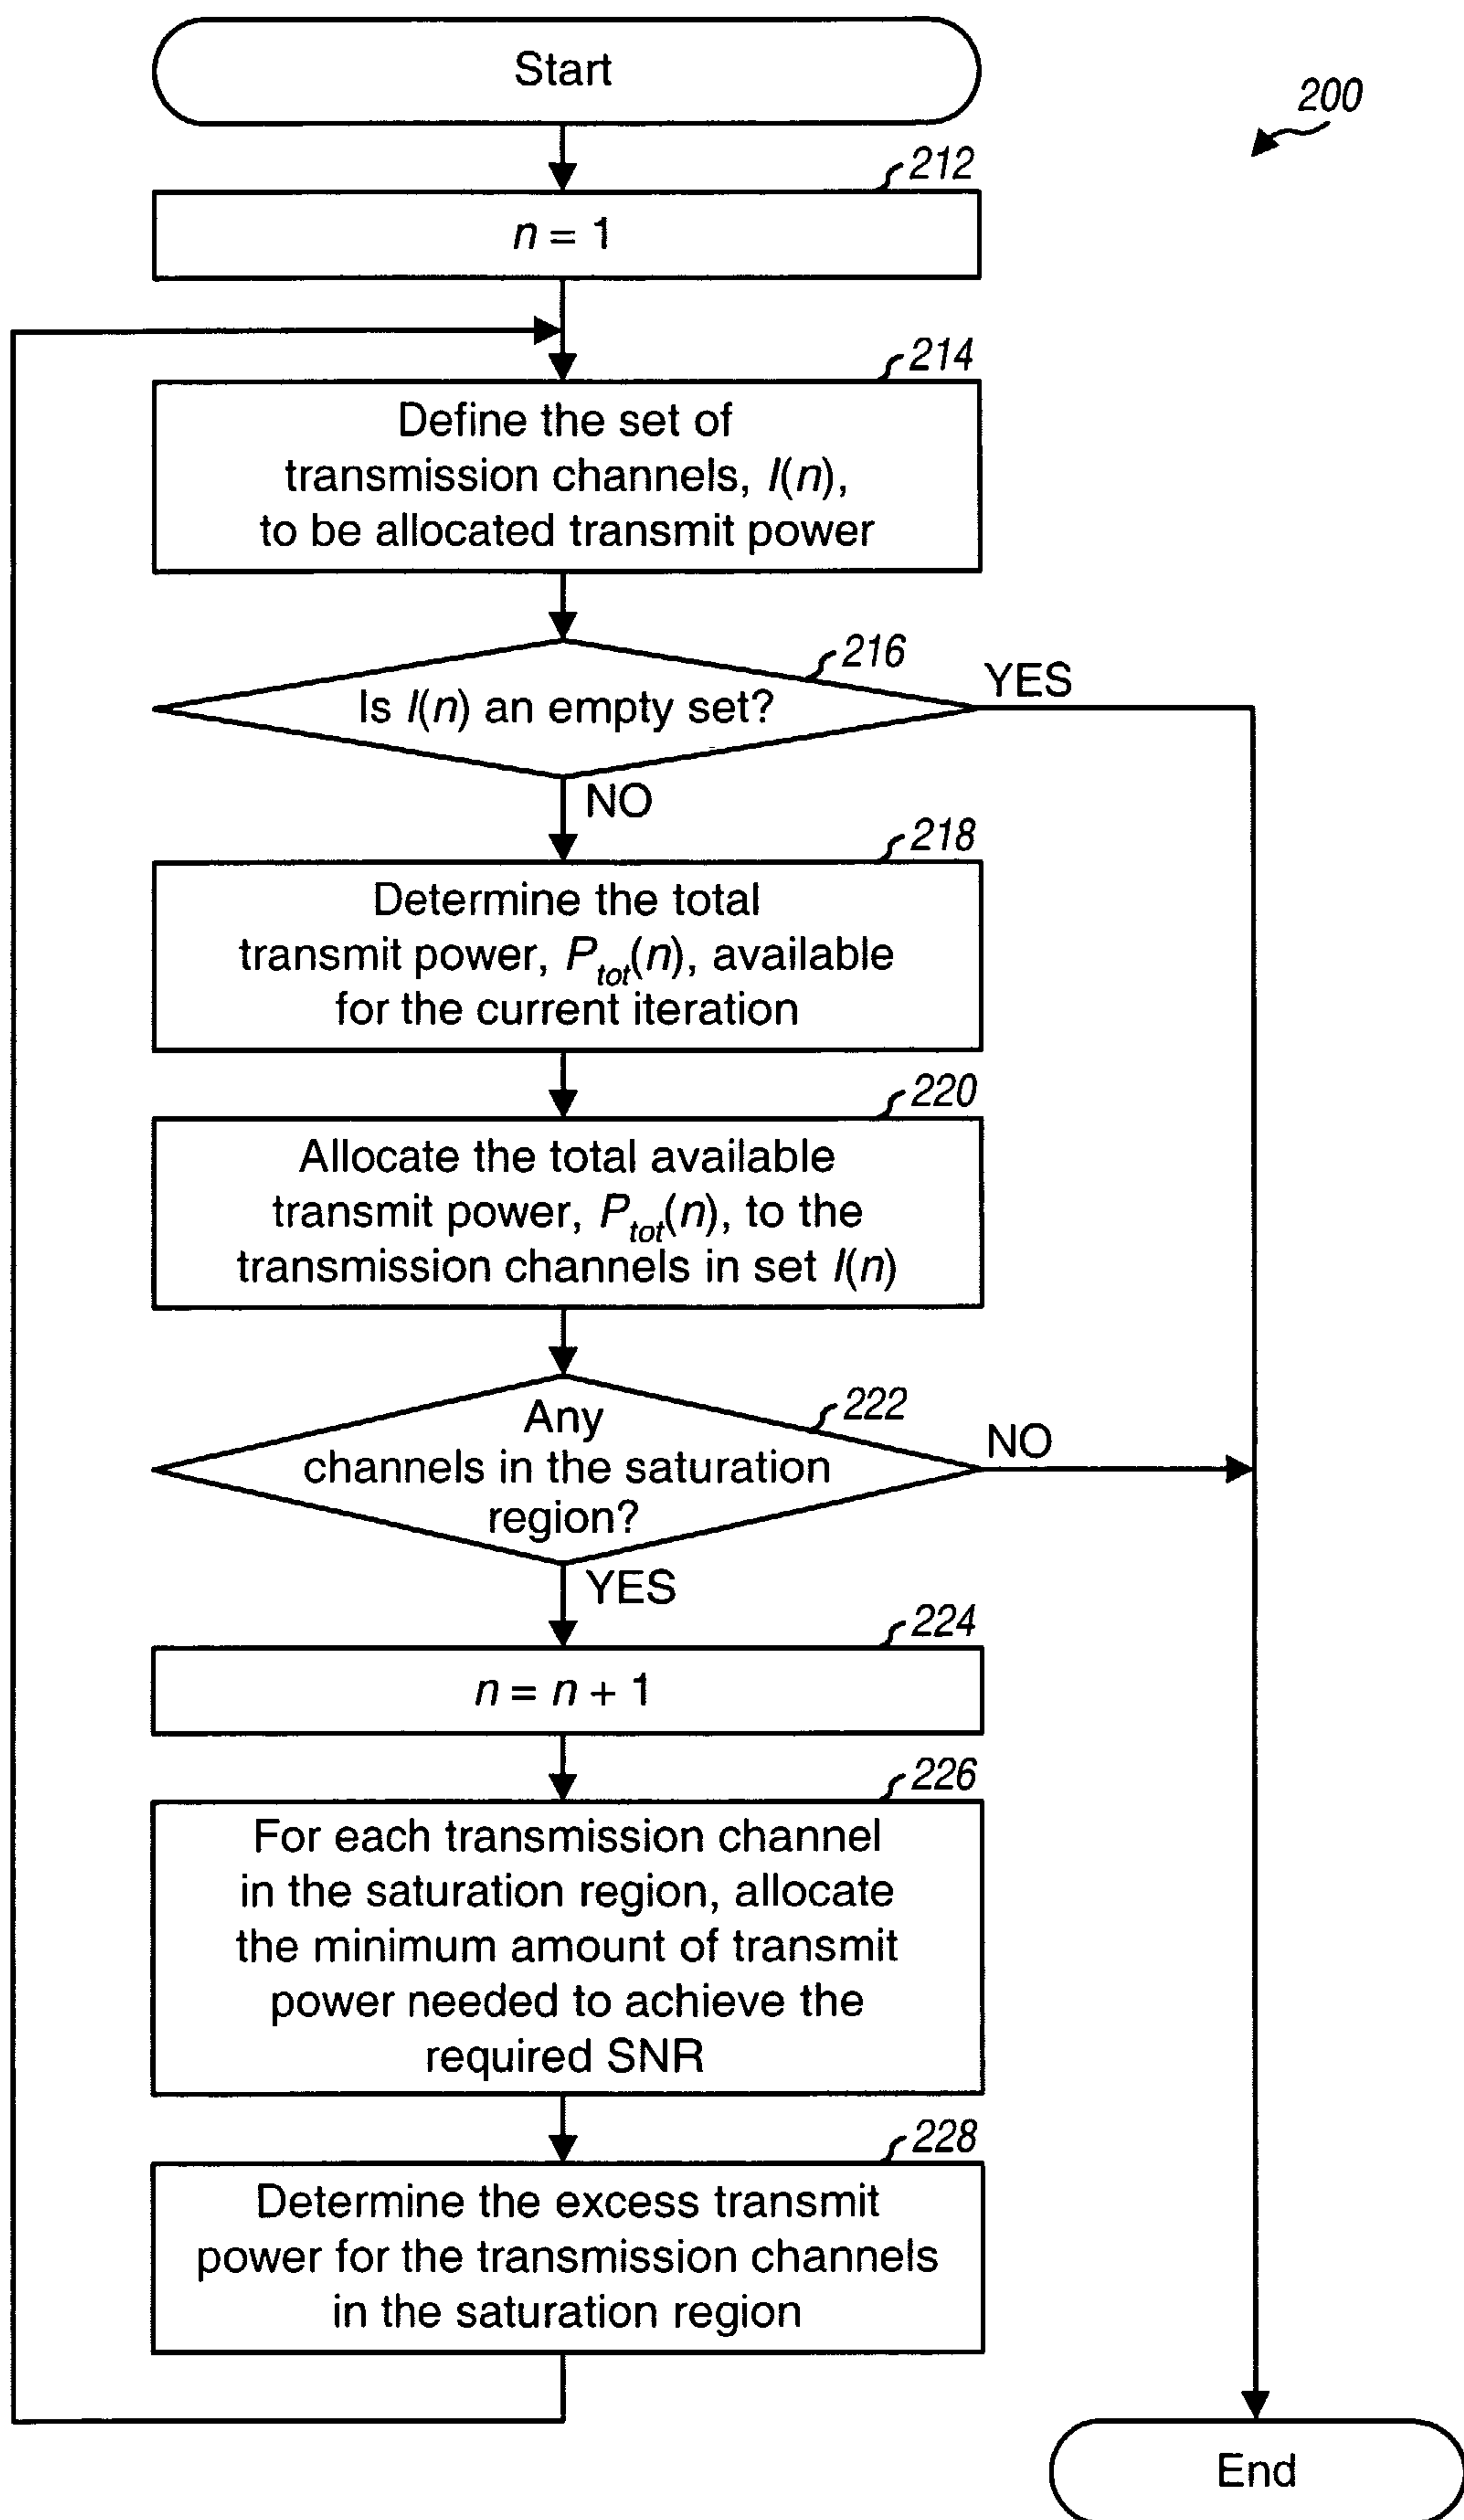 Start
200
212
n = 1
214
Define the set of
transmission channels, I(n),
to be allocated transmit power
216
Is I(n) an empty set?
YES
NO
218
Determine the total
transmit power, Ptot(n), available
for the current iteration
220
Allocate the total available
transmit power, Ptot(n), to the
transmission channels in set I(n)
222
Any
channels in the saturation
region?
NO
YES
224
n = n + 1
226
For each transmission channel
in the saturation region, allocate
the minimum amount of transmit
power needed to achieve the
required SNR
228
Determine the excess transmit
power for the transmission channels
in the saturation region
End